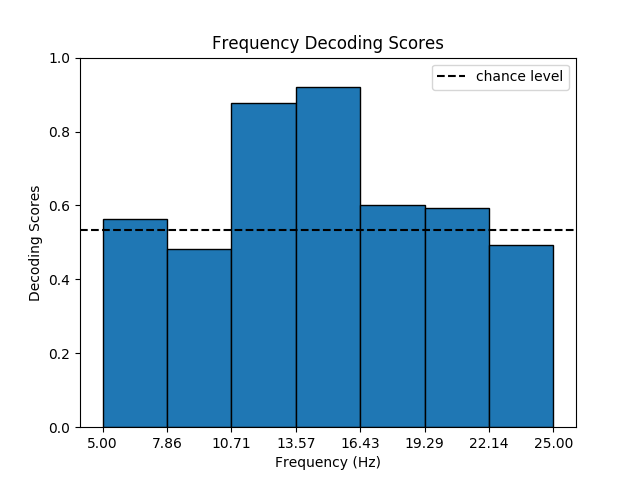 Frequency Decoding Scores
chance level
1.0
0.8
0.6
0.4
0.2
0.0
Decoding Scores
5.00 7.86 10.71 13.57 16.43 19.29 22.14 25.00
Frequency (Hz)